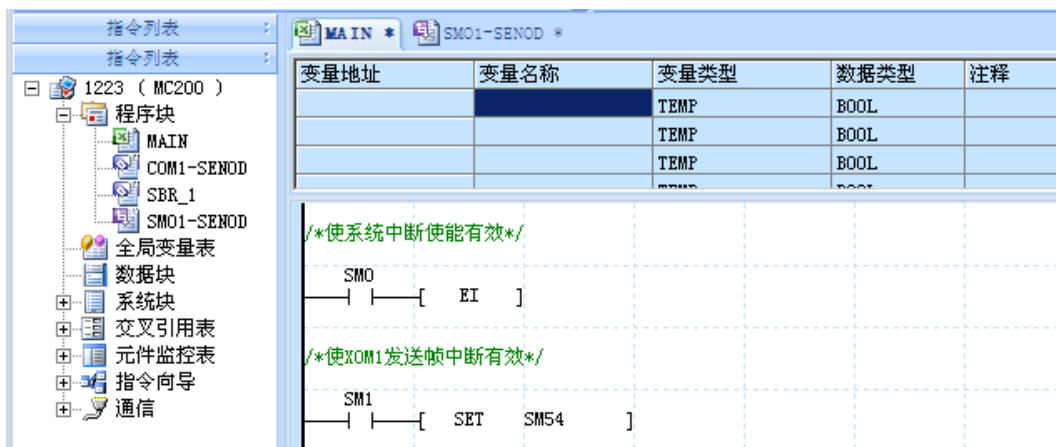 指令列表
指令列表
1223 ( MC200 )
程序块
MAIN
COM1-SENOD
SBR_1
SMO1-SENOD
全局变量表
数据块
系统块
交叉引用表
元件监控表
指令向导
通信
MAIN *
SMO1-SENOD *
变量地址 变量名称 变量类型 数据类型 注释
TEMP BOOL
TEMP BOOL
TEMP BOOL
/*使系统中断使能有效*/
SM0
[ EI ]
/*使XOM1发送帧中断有效*/
SM1
[ SET SM54 ]